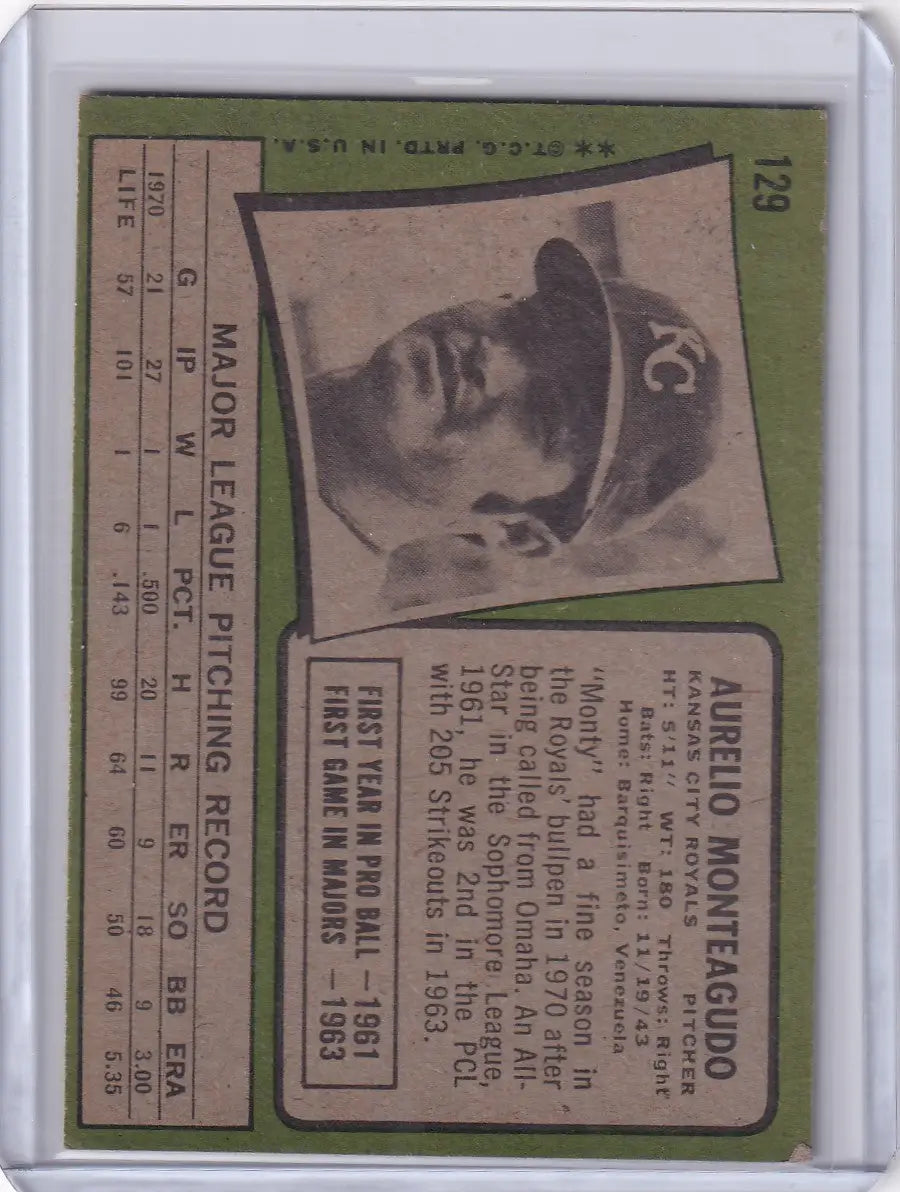 129
** ©T.C.G. PRTD. IN U.S.A.
KC
AURELIO MONTEAGUDO
KANSAS CITY ROYALS PITCHER
HT: 5'11" WT: 180 Throws: Right
Bats: Right Born: 11/19/43
Home: Barquisimeto, Venezuela
"Monty" had a fine season in
the Royals' bullpen in 1970 after
being called from Omaha. An All-
Star in the Sophomore League,
1961, he was 2nd in the PCL
with 205 Strikeouts in 1963.
FIRST YEAR IN PRO BALL —1961
FIRST GAME IN MAJORS —1963
MAJOR LEAGUE PITCHING RECORD
G IP W L PCT. H R ER SO BB ERA
1970 21 27 1 1 .500 20 11 9 18 9 3.00
LIFE 57 101 1 6 .143 99 64 60 50 46 5.35